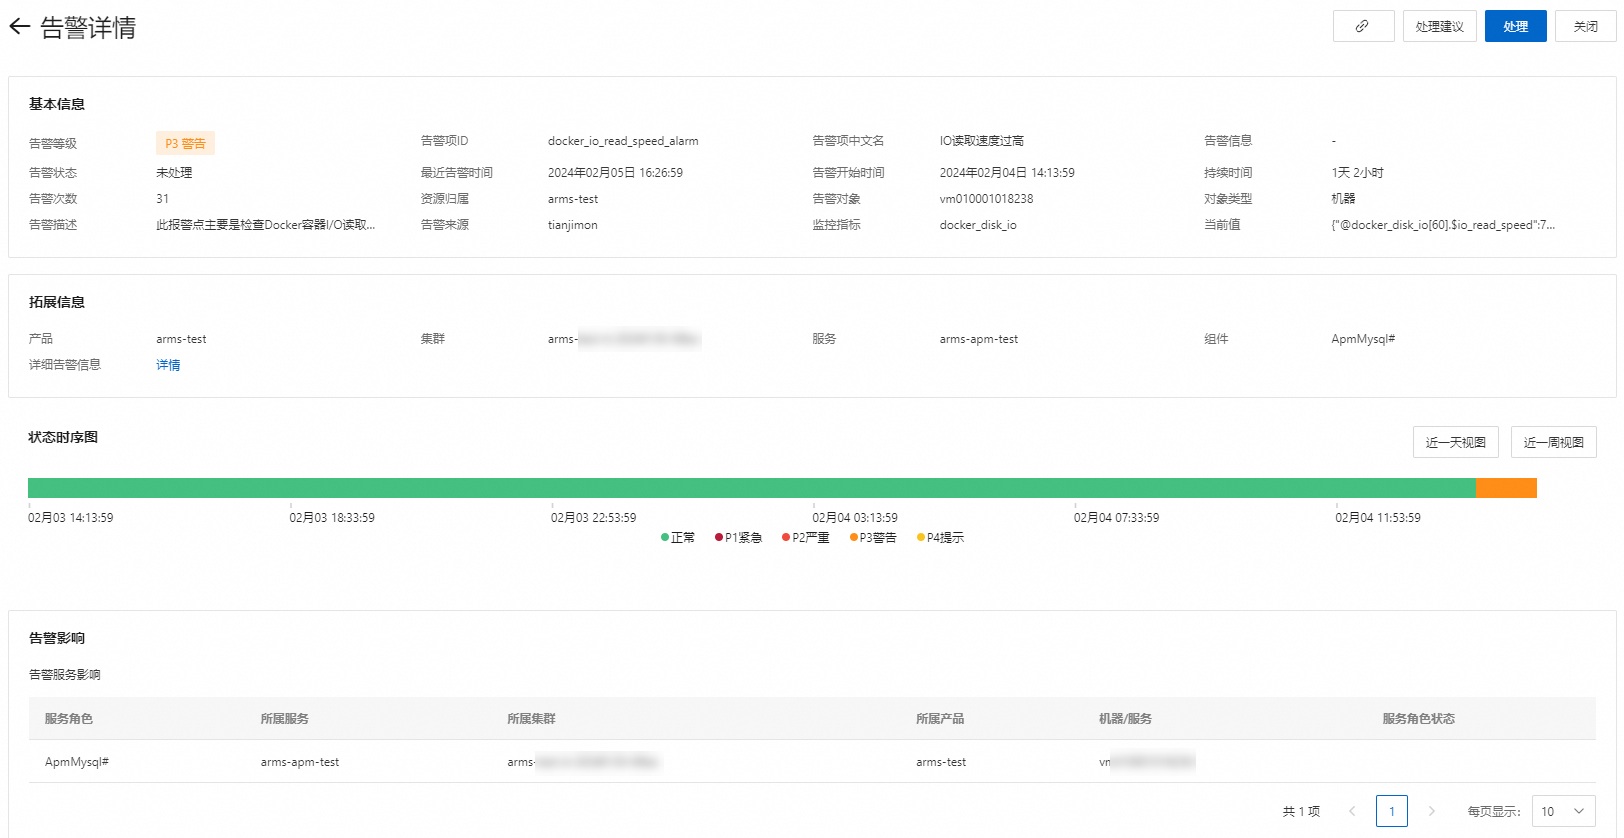 告警详情
处理建议 处理 关闭
基本信息
告警等级 P3 警告 告警项ID docker_io_read_speed_alarm 告警项中文名 IO读取速度过高 告警信息 -
告警状态 未处理 最近告警时间 2024年02月05日 16:26:59 告警开始时间 2024年02月04日 14:13:59 持续时间 1天 2小时
告警次数 31 资源归属 arms-test 告警对象 vm010001018238 对象类型 机器
告警描述 此报警点主要是检查Docker容器I/O读取... 告警来源 tianjimon 监控指标 docker_disk_io 当前值 {"@docker_disk_io[60].$io_read_speed":7...
拓展信息
产品 arms-test 集群 arms- 服务 arms-apm-test 组件 ApmMysql#
详细告警信息 详情
状态时序图 近一天视图 近一周视图
02月03 14:13:59 02月03 18:33:59 02月03 22:53:59 02月04 03:13:59 02月04 07:33:59 02月04 11:53:59
正常 P1紧急 P2严重 P3警告 P4提示
告警影响
告警服务影响
服务角色 所属服务 所属集群 所属产品 机器/服务 服务角色状态
ApmMysql# arms-apm-test arms- arms-test vm
共 1 项 1 每页显示: 10